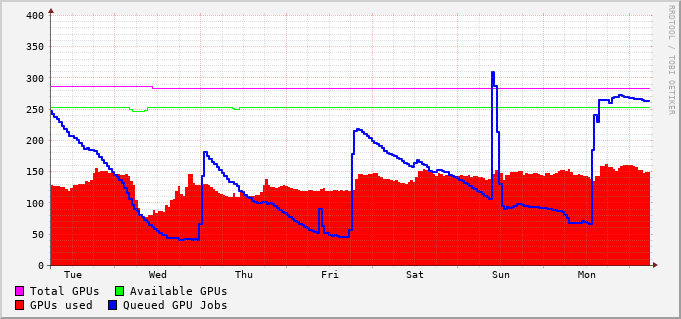 400
350
300
250
200
150
100
50
0
Tue Wed Thu Fri Sat Sun Mon
Total GPUs Available GPUs
GPUs used Queued GPU Jobs
RRDTOOL / TOBI OETIKER